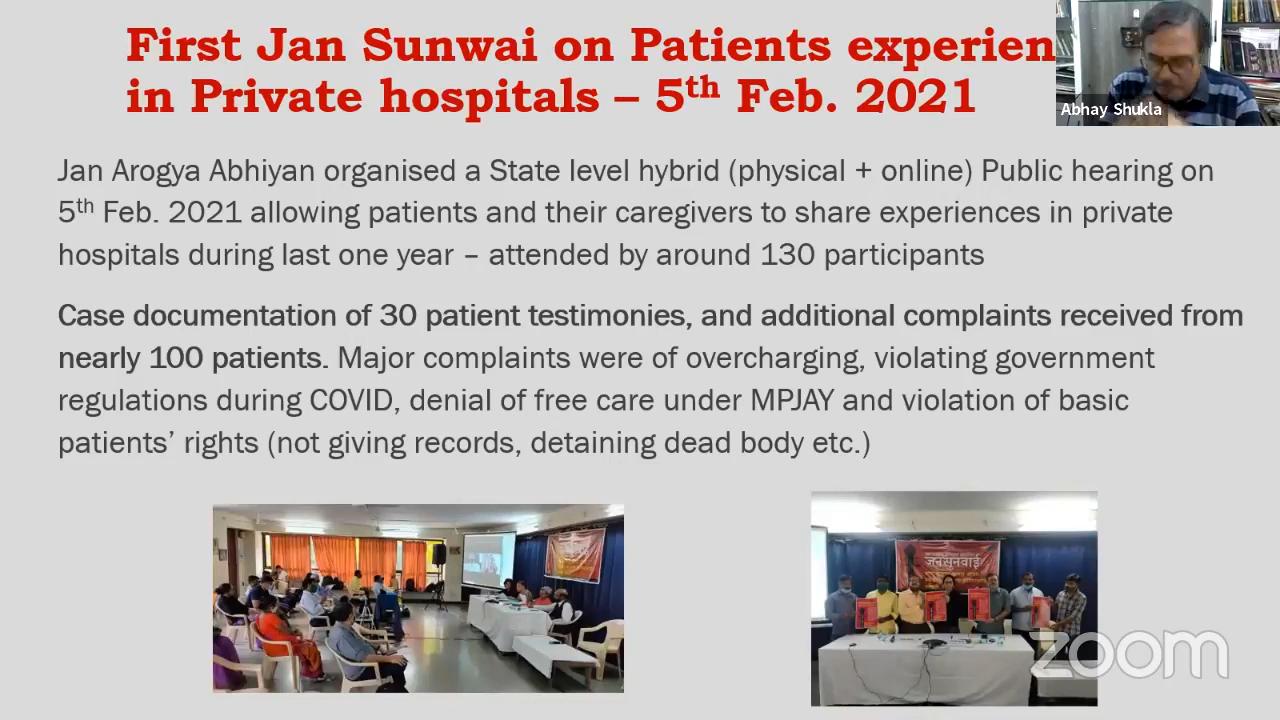 First Jan Sunwai on Patients experien
in Private hospitals – 5th Feb. 2021
Abhay Shukla
Jan Arogya Abhiyan organised a State level hybrid (physical + online) Public hearing on
5th Feb. 2021 allowing patients and their caregivers to share experiences in private
hospitals during last one year – attended by around 130 participants
Case documentation of 30 patient testimonies, and additional complaints received from
nearly 100 patients. Major complaints were of overcharging, violating government
regulations during COVID, denial of free care under MPJAY and violation of basic
patients’ rights (not giving records, detaining dead body etc.)
जनसुनवाई
zoom